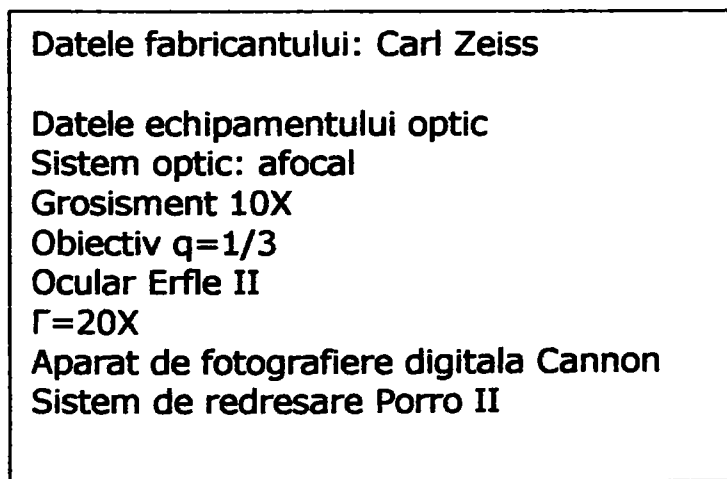 Datele fabricantului: Carl Zeiss
Datele echipamentului optic
Sistem optic: afocal
Grosisment 10X
Obiectiv q=1/3
Ocular Erfle II
Γ=20X
Aparat de fotografiere digitala Cannon
Sistem de redresare Porro II